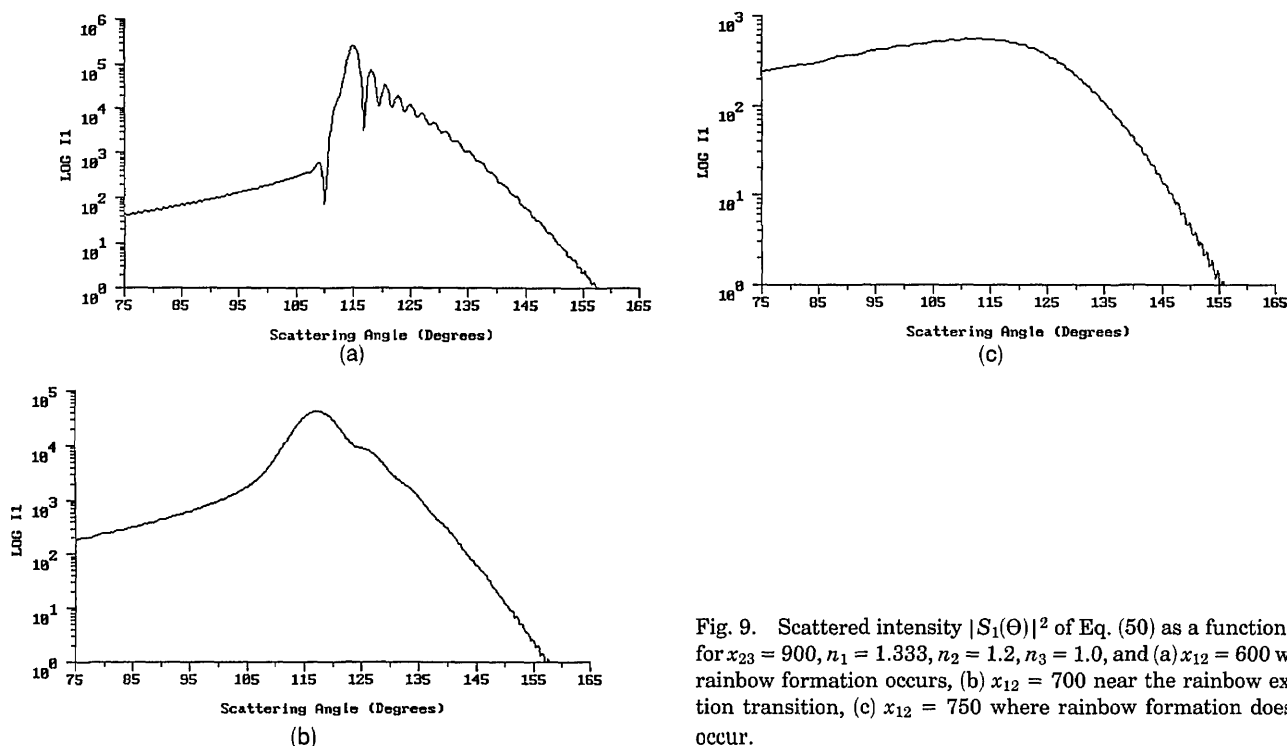 10^6
10^5
10^4
10^3
10^2
10^1
10^0
LOG I1
75 85 95 105 115 125 135 145 155 165
Scattering Angle (Degrees)
(a)
10^3
10^2
10^1
10^0
LOG I1
75 85 95 105 115 125 135 145 155 165
Scattering Angle (Degrees)
(c)
10^5
10^4
10^3
10^2
10^1
10^0
LOG I1
75 85 95 105 115 125 135 145 155 165
Scattering Angle (Degrees)
(b)
Fig. 9. Scattered intensity |S₁(Θ)|² of Eq. (50) as a function
for x₂₃ = 900, n₁ = 1.333, n₂ = 1.2, n₃ = 1.0, and (a) x₁₂ = 600 w
rainbow formation occurs, (b) x₁₂ = 700 near the rainbow ex-
tion transition, (c) x₁₂ = 750 where rainbow formation does
occur.